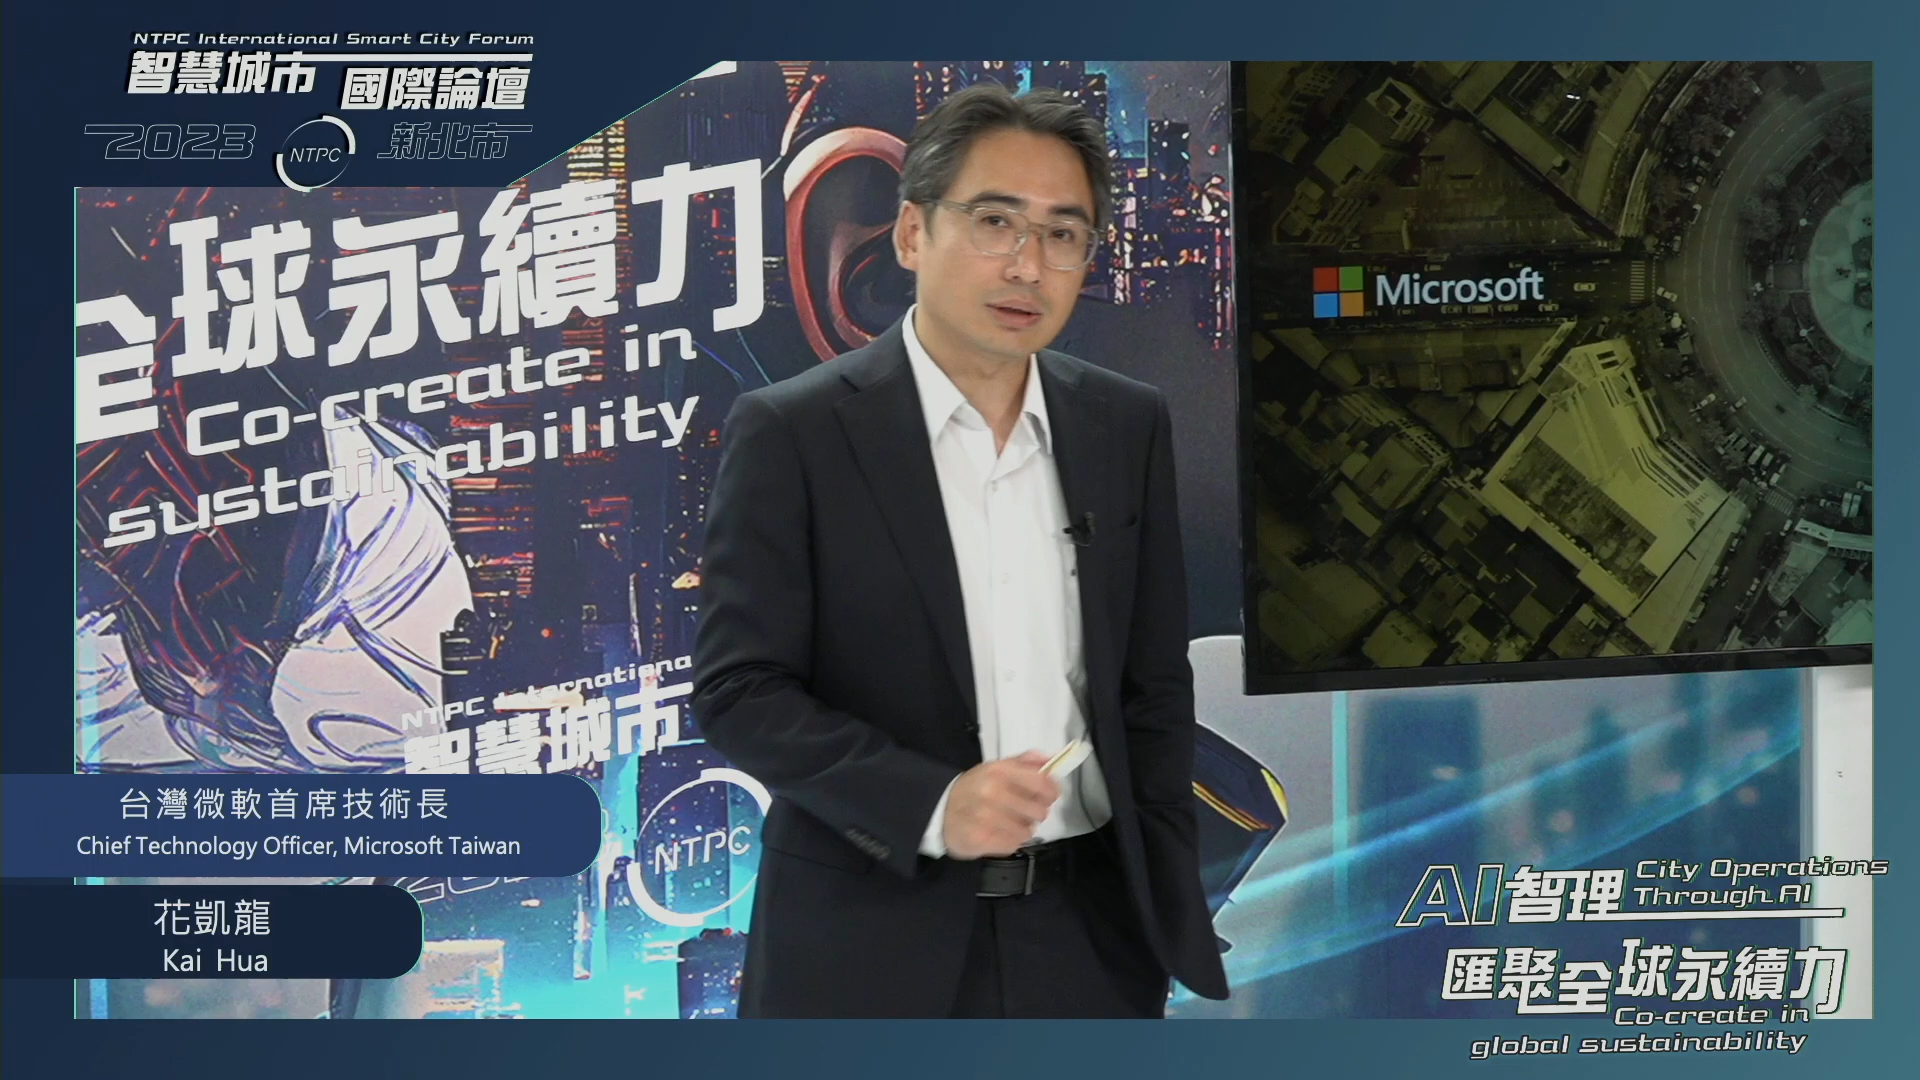 NTPC International Smart City Forum
智慧城市 國際論壇
2023 NTPC 新北市
全球永續力
Co-create in
sustainability
Microsoft
NTPC International
智慧城市
NTPC
台灣微軟首席技術長
Chief Technology Officer, Microsoft Taiwan
花凱龍
Kai Hua
AI智理 City Operations
Through AI
匯聚全球永續力
Co-create in
global sustainability